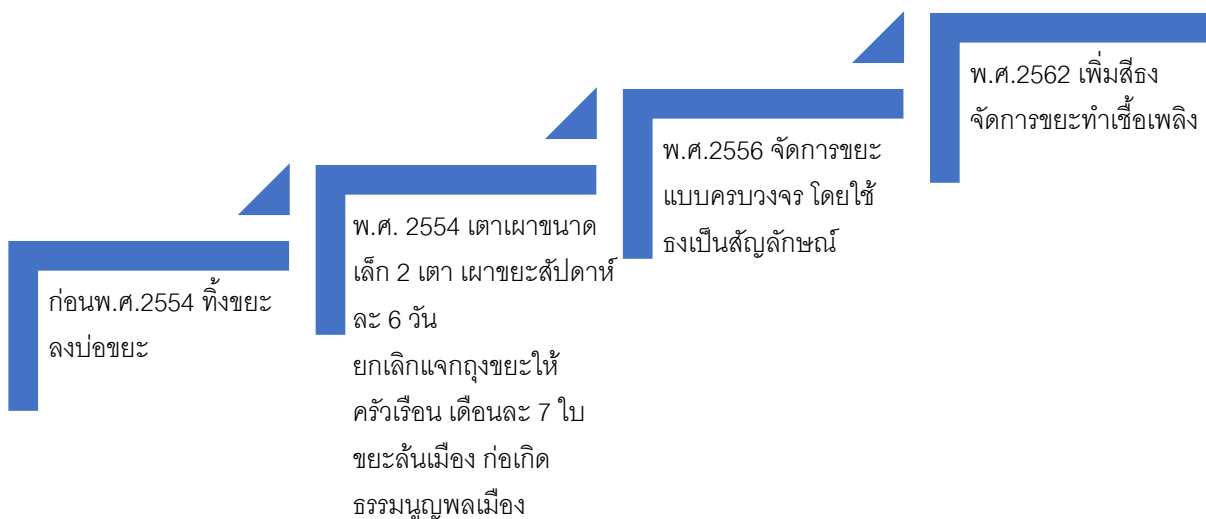 ก่อนพ.ศ.2554 ทิ้งขยะ
ลงบ่อขยะ
พ.ศ. 2554 เตาเผาขนาด
เล็ก 2 เตา เผาขยะสัปดาห์
ละ 6 วัน
ยกเลิกแจกถุงขยะให้
ครัวเรือน เดือนละ 7 ใบ
ขยะล้นเมือง ก่อเกิด
ธรรมนูญพลเมือง
พ.ศ.2556 จัดการขยะ
แบบครบวงจร โดยใช้
ธงเป็นสัญลักษณ์
พ.ศ.2562 เพิ่มสีธง
จัดการขยะทำเชื้อเพลิง